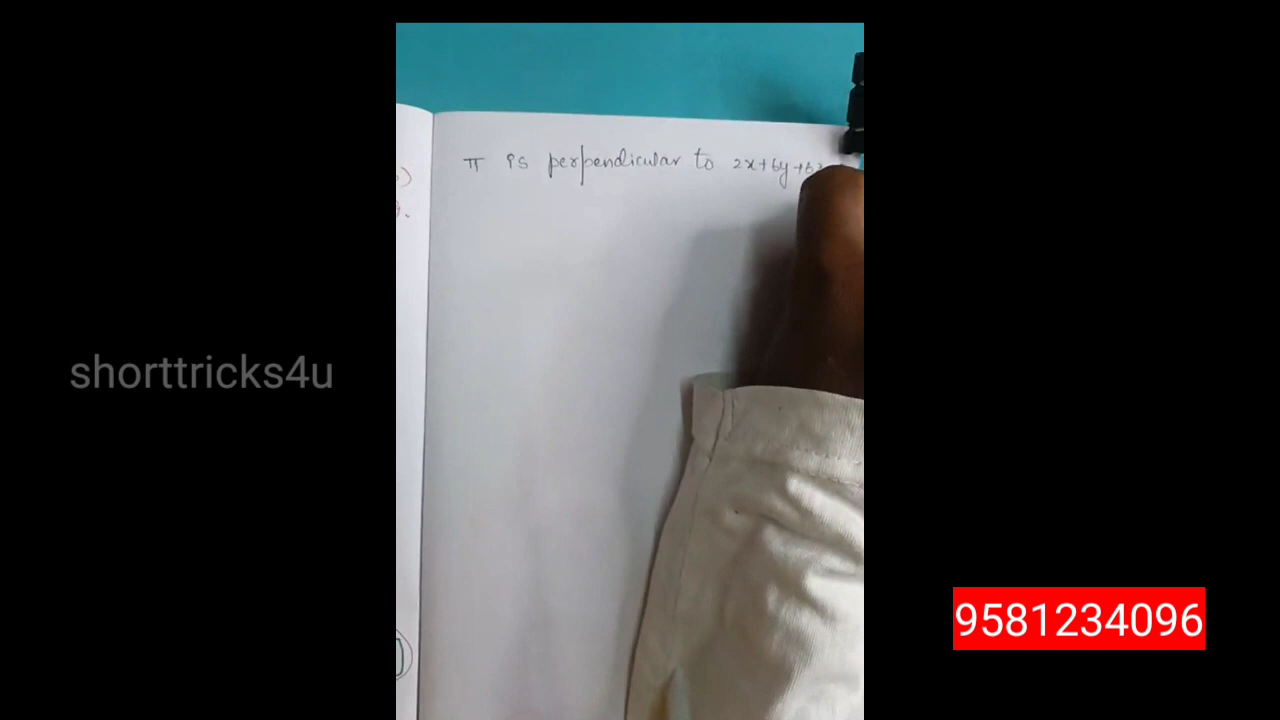 π is perpendicular to 2x+6y+6z
shorttricks4u
9581234096